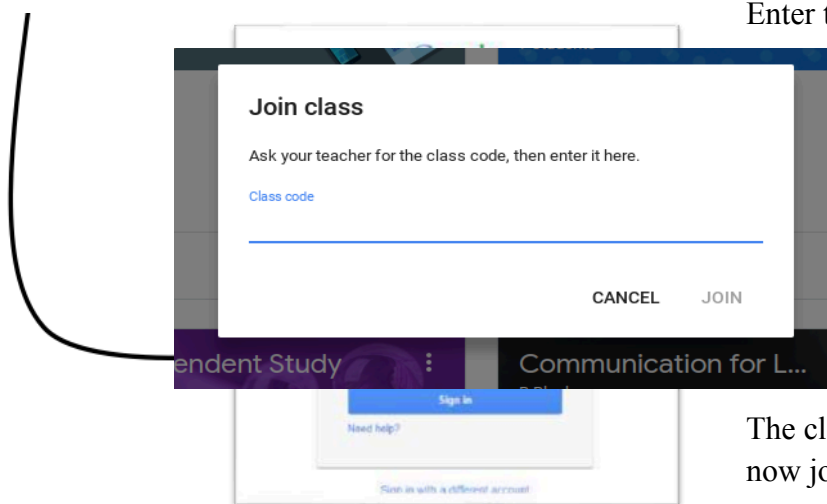 Enter
Join class
Ask your teacher for the class code, then enter it here.
Class code
CANCEL JOIN
endent Study
Communication for L...
Sign in
Need help?
Sign in with a different account
The cl
now jo